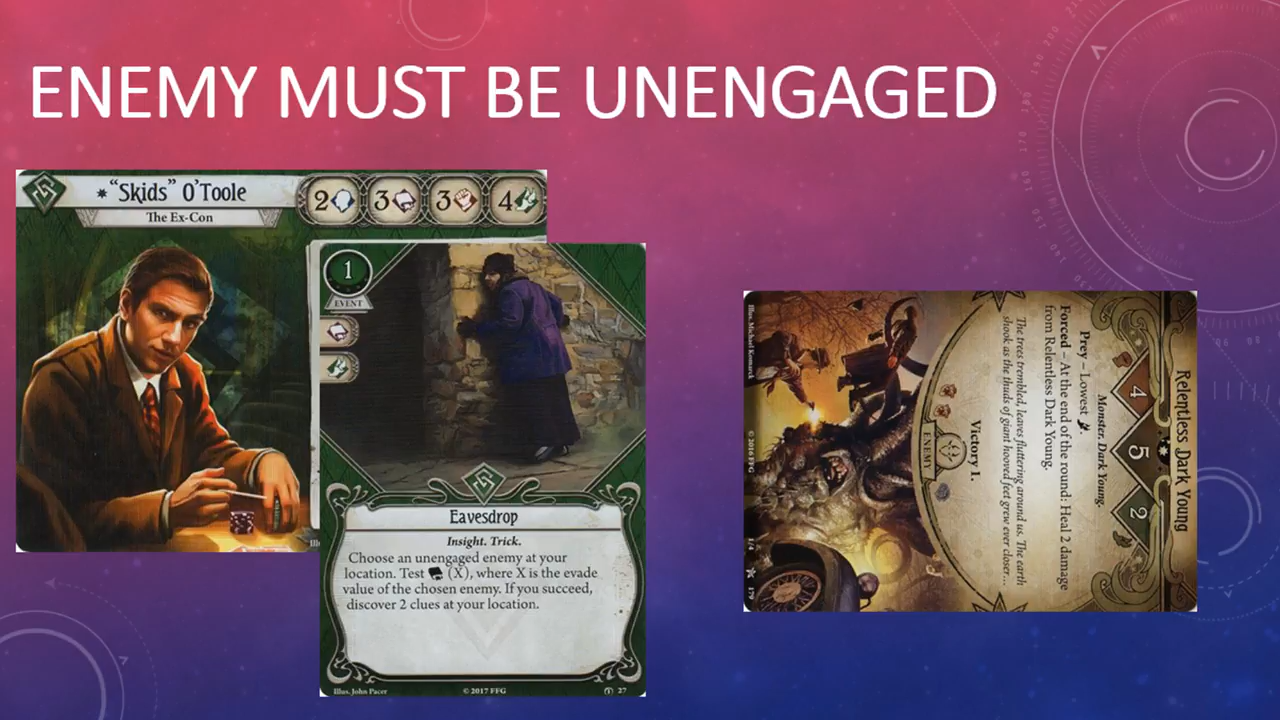 ENEMY MUST BE UNENGAGED
"Skids" O'Toole
2 3 3 4
The Ex-Con
1
EVENT
Eavesdrop
Insight. Trick.
Choose an unengaged enemy at your
location. Test (X), where X is the evade
value of the chosen enemy. If you succeed,
discover 2 clues at your location.
Illus. John Pacer © 2017 FFG 27
Relentless Dark Young
4 5 2
Monster. Dark Young.
Prey – Lowest .
Forced – At the end of the round: Heal 2 damage
from Relentless Dark Young.
The trees trembled, leaves fluttering around us. The earth
shook as the thuds of giant hooved feet grew ever closer...
Victory 1.
ENEMY
Illus. Michael Komarck © 2016 FFG 1/4 179